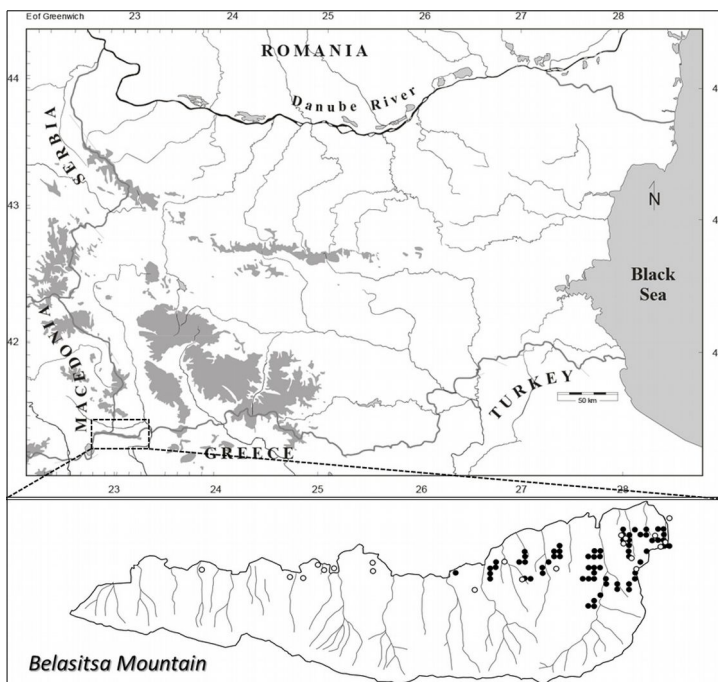 E of Greenwich 23 24 25 26 27 28
ROMANIA
44
Danube River
SERBIA
43
N
Black
Sea
MACEDONIA
42
TURKEY
50 km
GREECE
23 24 25 26 27 28
Belasitsa Mountain